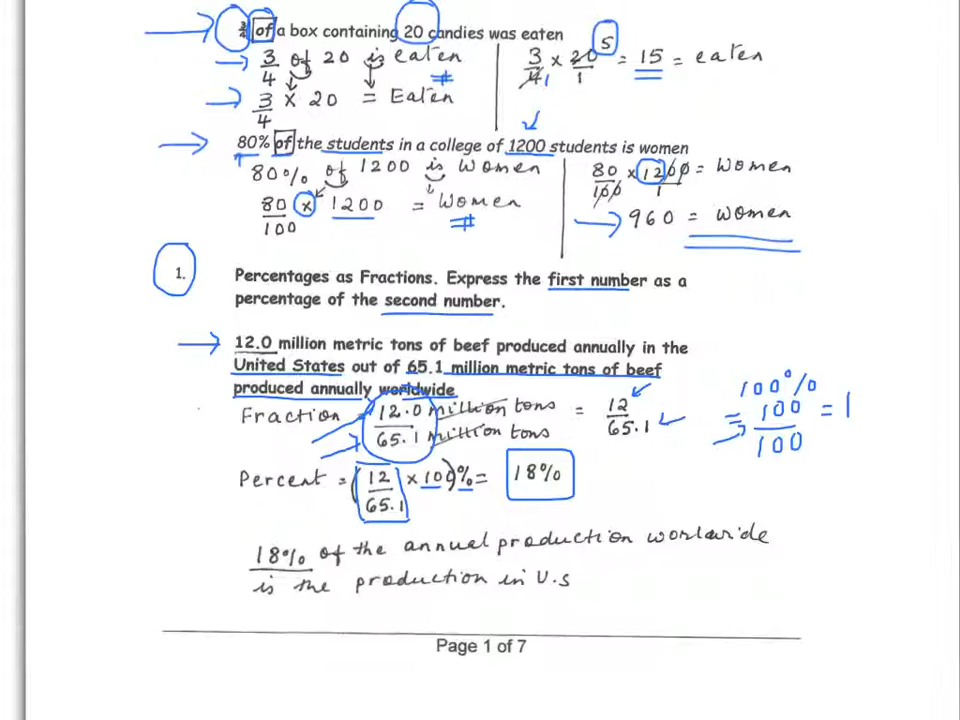 3/4 of a box containing 20 candies was eaten
3/4 of 20 is eaten
3/4 x 20 = Eaten
3/4 x 20/1 = 15 = eaten
5
1
80% of the students in a college of 1200 students is women
80% of 1200 is Women
80/100 x 1200 = Women
80/100 x 1200/1 = Women
960 = women
1. Percentages as Fractions. Express the first number as a
percentage of the second number.
12.0 million metric tons of beef produced annually in the
United States out of 65.1 million metric tons of beef
produced annually worldwide
Fraction = 12.0 million tons / 65.1 million tons = 12/65.1
100%
= 100/100 = 1
Percent = (12/65.1 x 100)% = 18%
18% of the annual production worldwide
is the production in U.S
Page 1 of 7